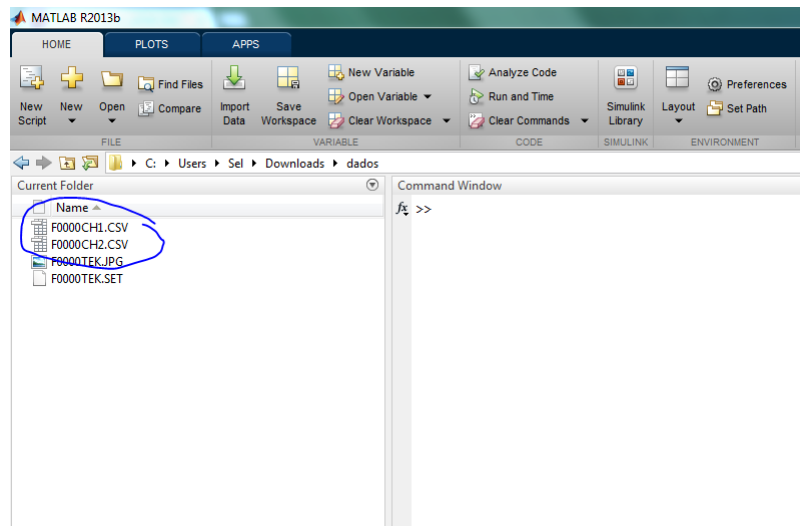 MATLAB R2013b
HOME PLOTS APPS
New Script
New
Open
Find Files
Compare
Import Data
Save Workspace
New Variable
Open Variable
Clear Workspace
Analyze Code
Run and Time
Clear Commands
Simulink Library
Layout
Preferences
Set Path
FILE VARIABLE CODE SIMULINK ENVIRONMENT
C: Users Sel Downloads dados
Current Folder
Name
F0000CH1.CSV
F0000CH2.CSV
F0000TEK.JPG
F0000TEK.SET
Command Window
fx >>